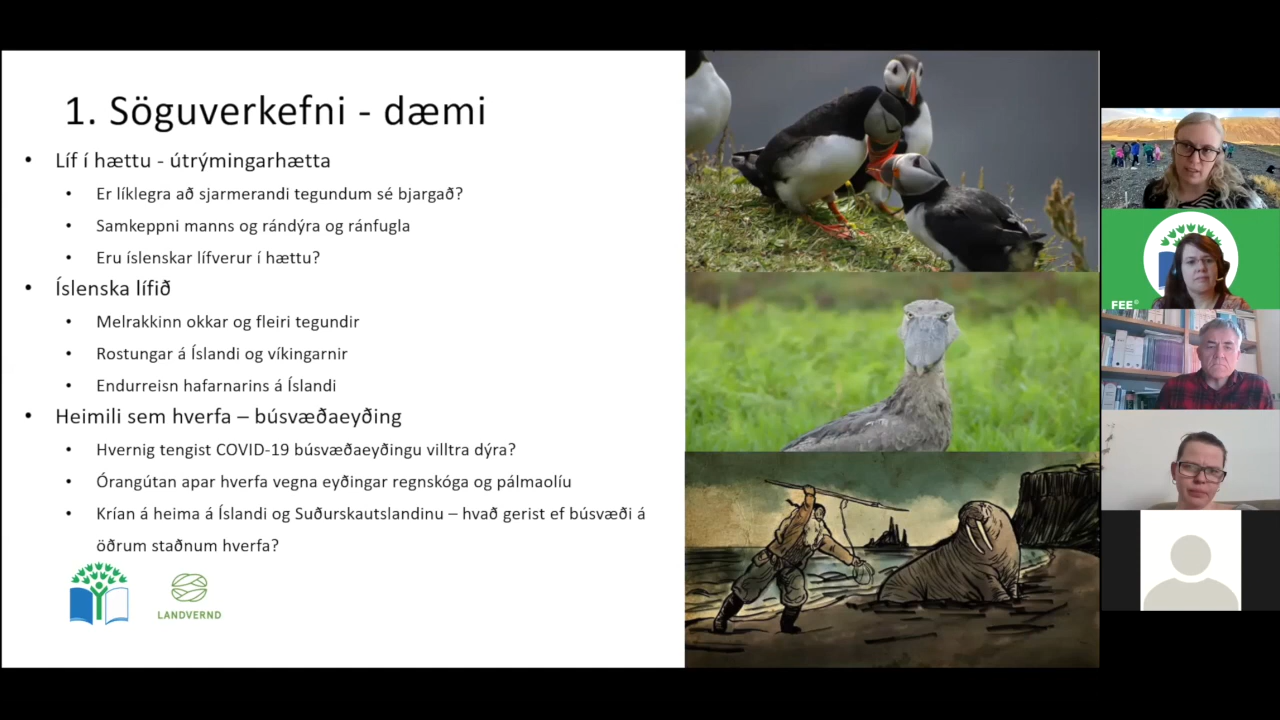 1. Söguverkefni - dæmi
• Líf í hættu - útrýmingarhætta
• Er líklegra að sjarmerandi tegundum sé bjargað?
• Samkeppni manns og rándýra og ránfugla
• Eru íslenskar lífverur í hættu?
• Íslenska lífið
• Melrakkinn okkar og fleiri tegundir
• Rostungar á Íslandi og víkingarnir
• Endurreisn hafarnarins á Íslandi
• Heimili sem hverfa – búsvæðaeyðing
• Hvernig tengist COVID-19 búsvæðaeyðingu villtra dýra?
• Órangútan apar hverfa vegna eyðingar regnskóga og pálmaolíu
• Krían á heima á Íslandi og Suðurskautslandinu – hvað gerist ef búsvæði á
öðrum staðnum hverfa?
LANDVERND
FEE®